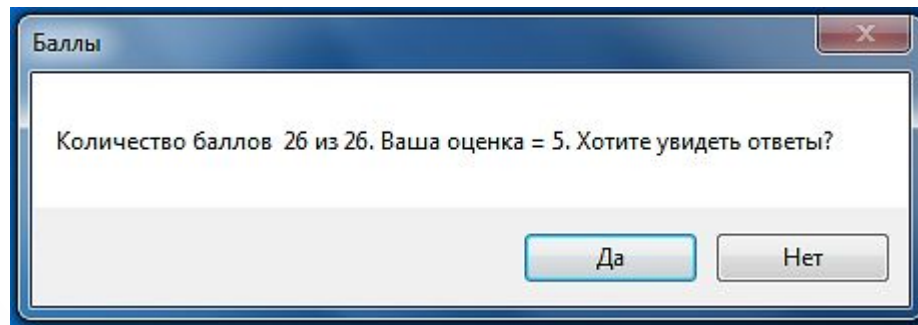 Баллы
Количество баллов  26 из 26. Ваша оценка = 5. Хотите увидеть ответы?
Да
Нет